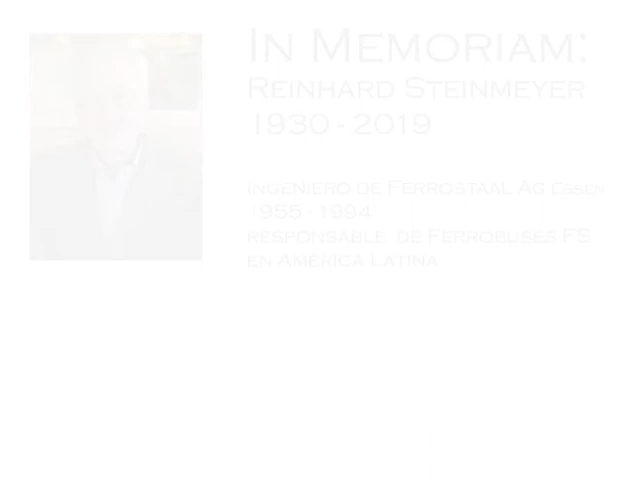 IN MEMORIAM:
REINHARD STEINMEYER
1930 - 2019
INGENIERO DE FERROSTAAL AG ESSEN
1955 - 1994
RESPONSABLE DE FERROBUSES FS
EN AMÉRICA LATINA